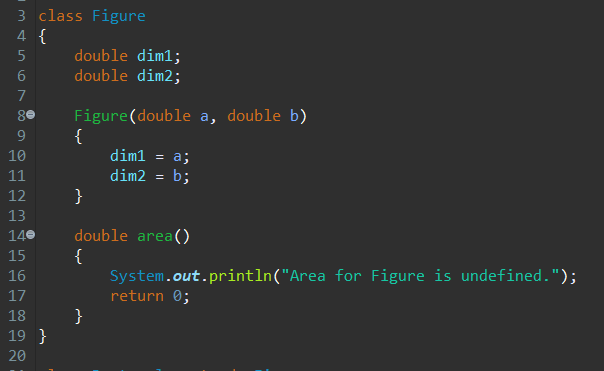 3 class Figure
4 {
5 double dim1;
6 double dim2;
7
8 Figure(double a, double b)
9 {
10 dim1 = a;
11 dim2 = b;
12 }
13
14 double area()
15 {
16 System.out.println("Area for Figure is undefined.");
17 return 0;
18 }
19 }
20